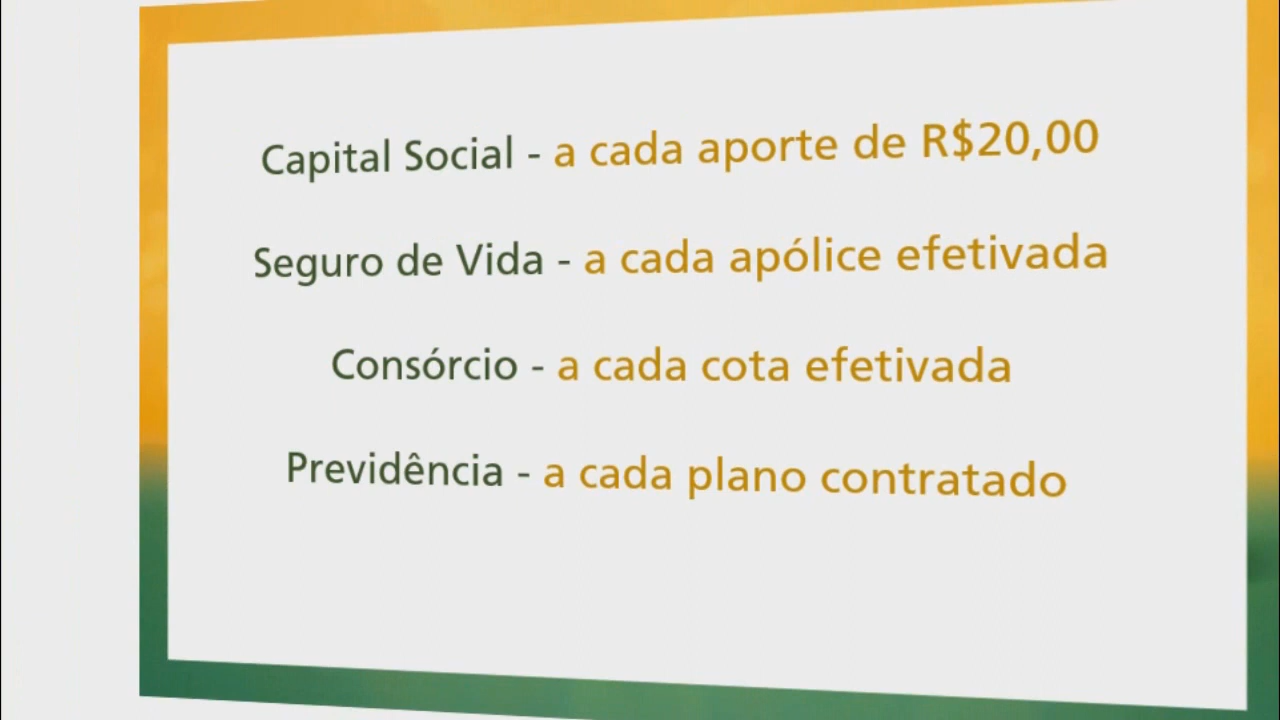 Capital Social - a cada aporte de R$20,00
Seguro de Vida - a cada apólice efetivada
Consórcio - a cada cota efetivada
Previdência - a cada plano contratado